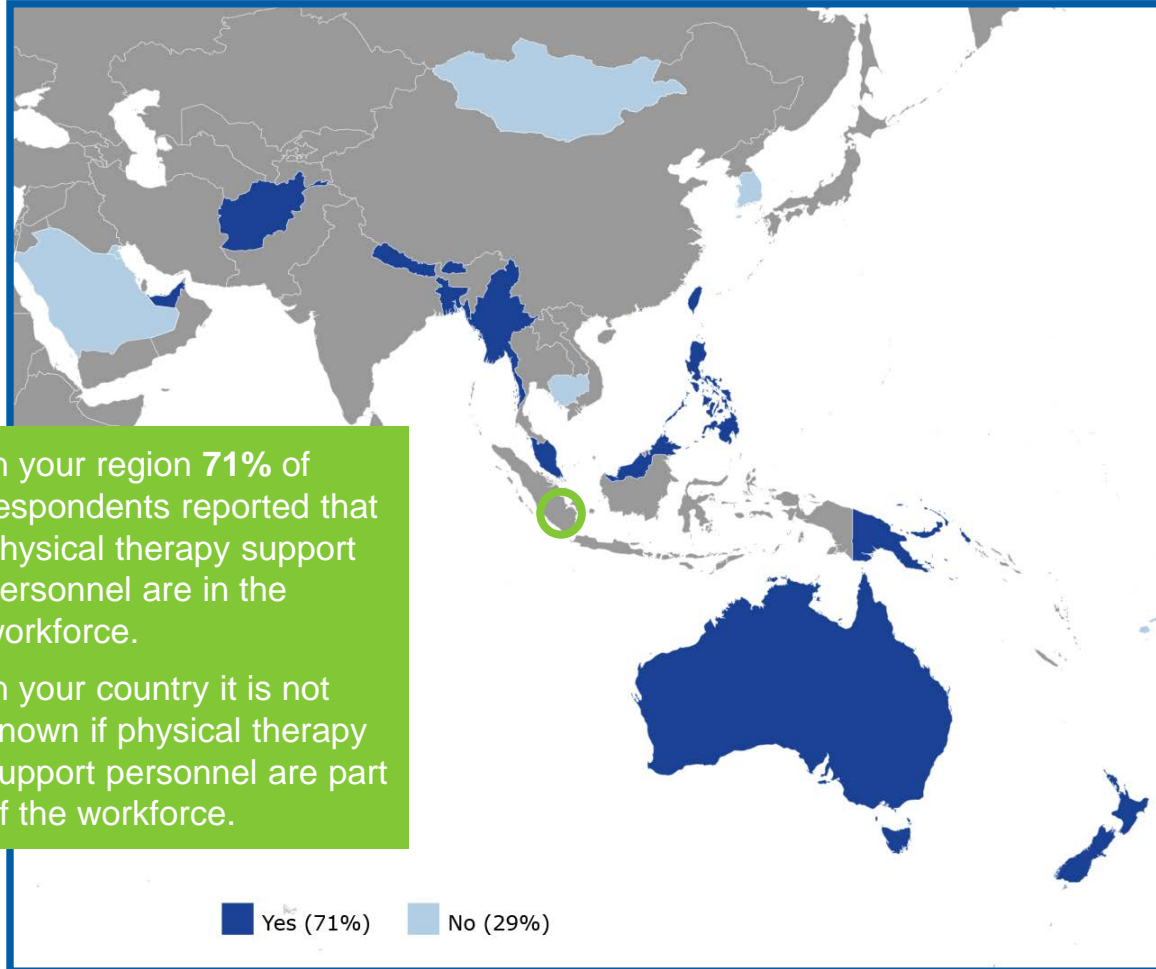 n your region 71% of
espondents reported that
hysical therapy support
ersonnel are in the
workforce.
n your country it is not
nown if physical therapy
upport personnel are part
f the workforce.
Yes (71%)
No (29%)